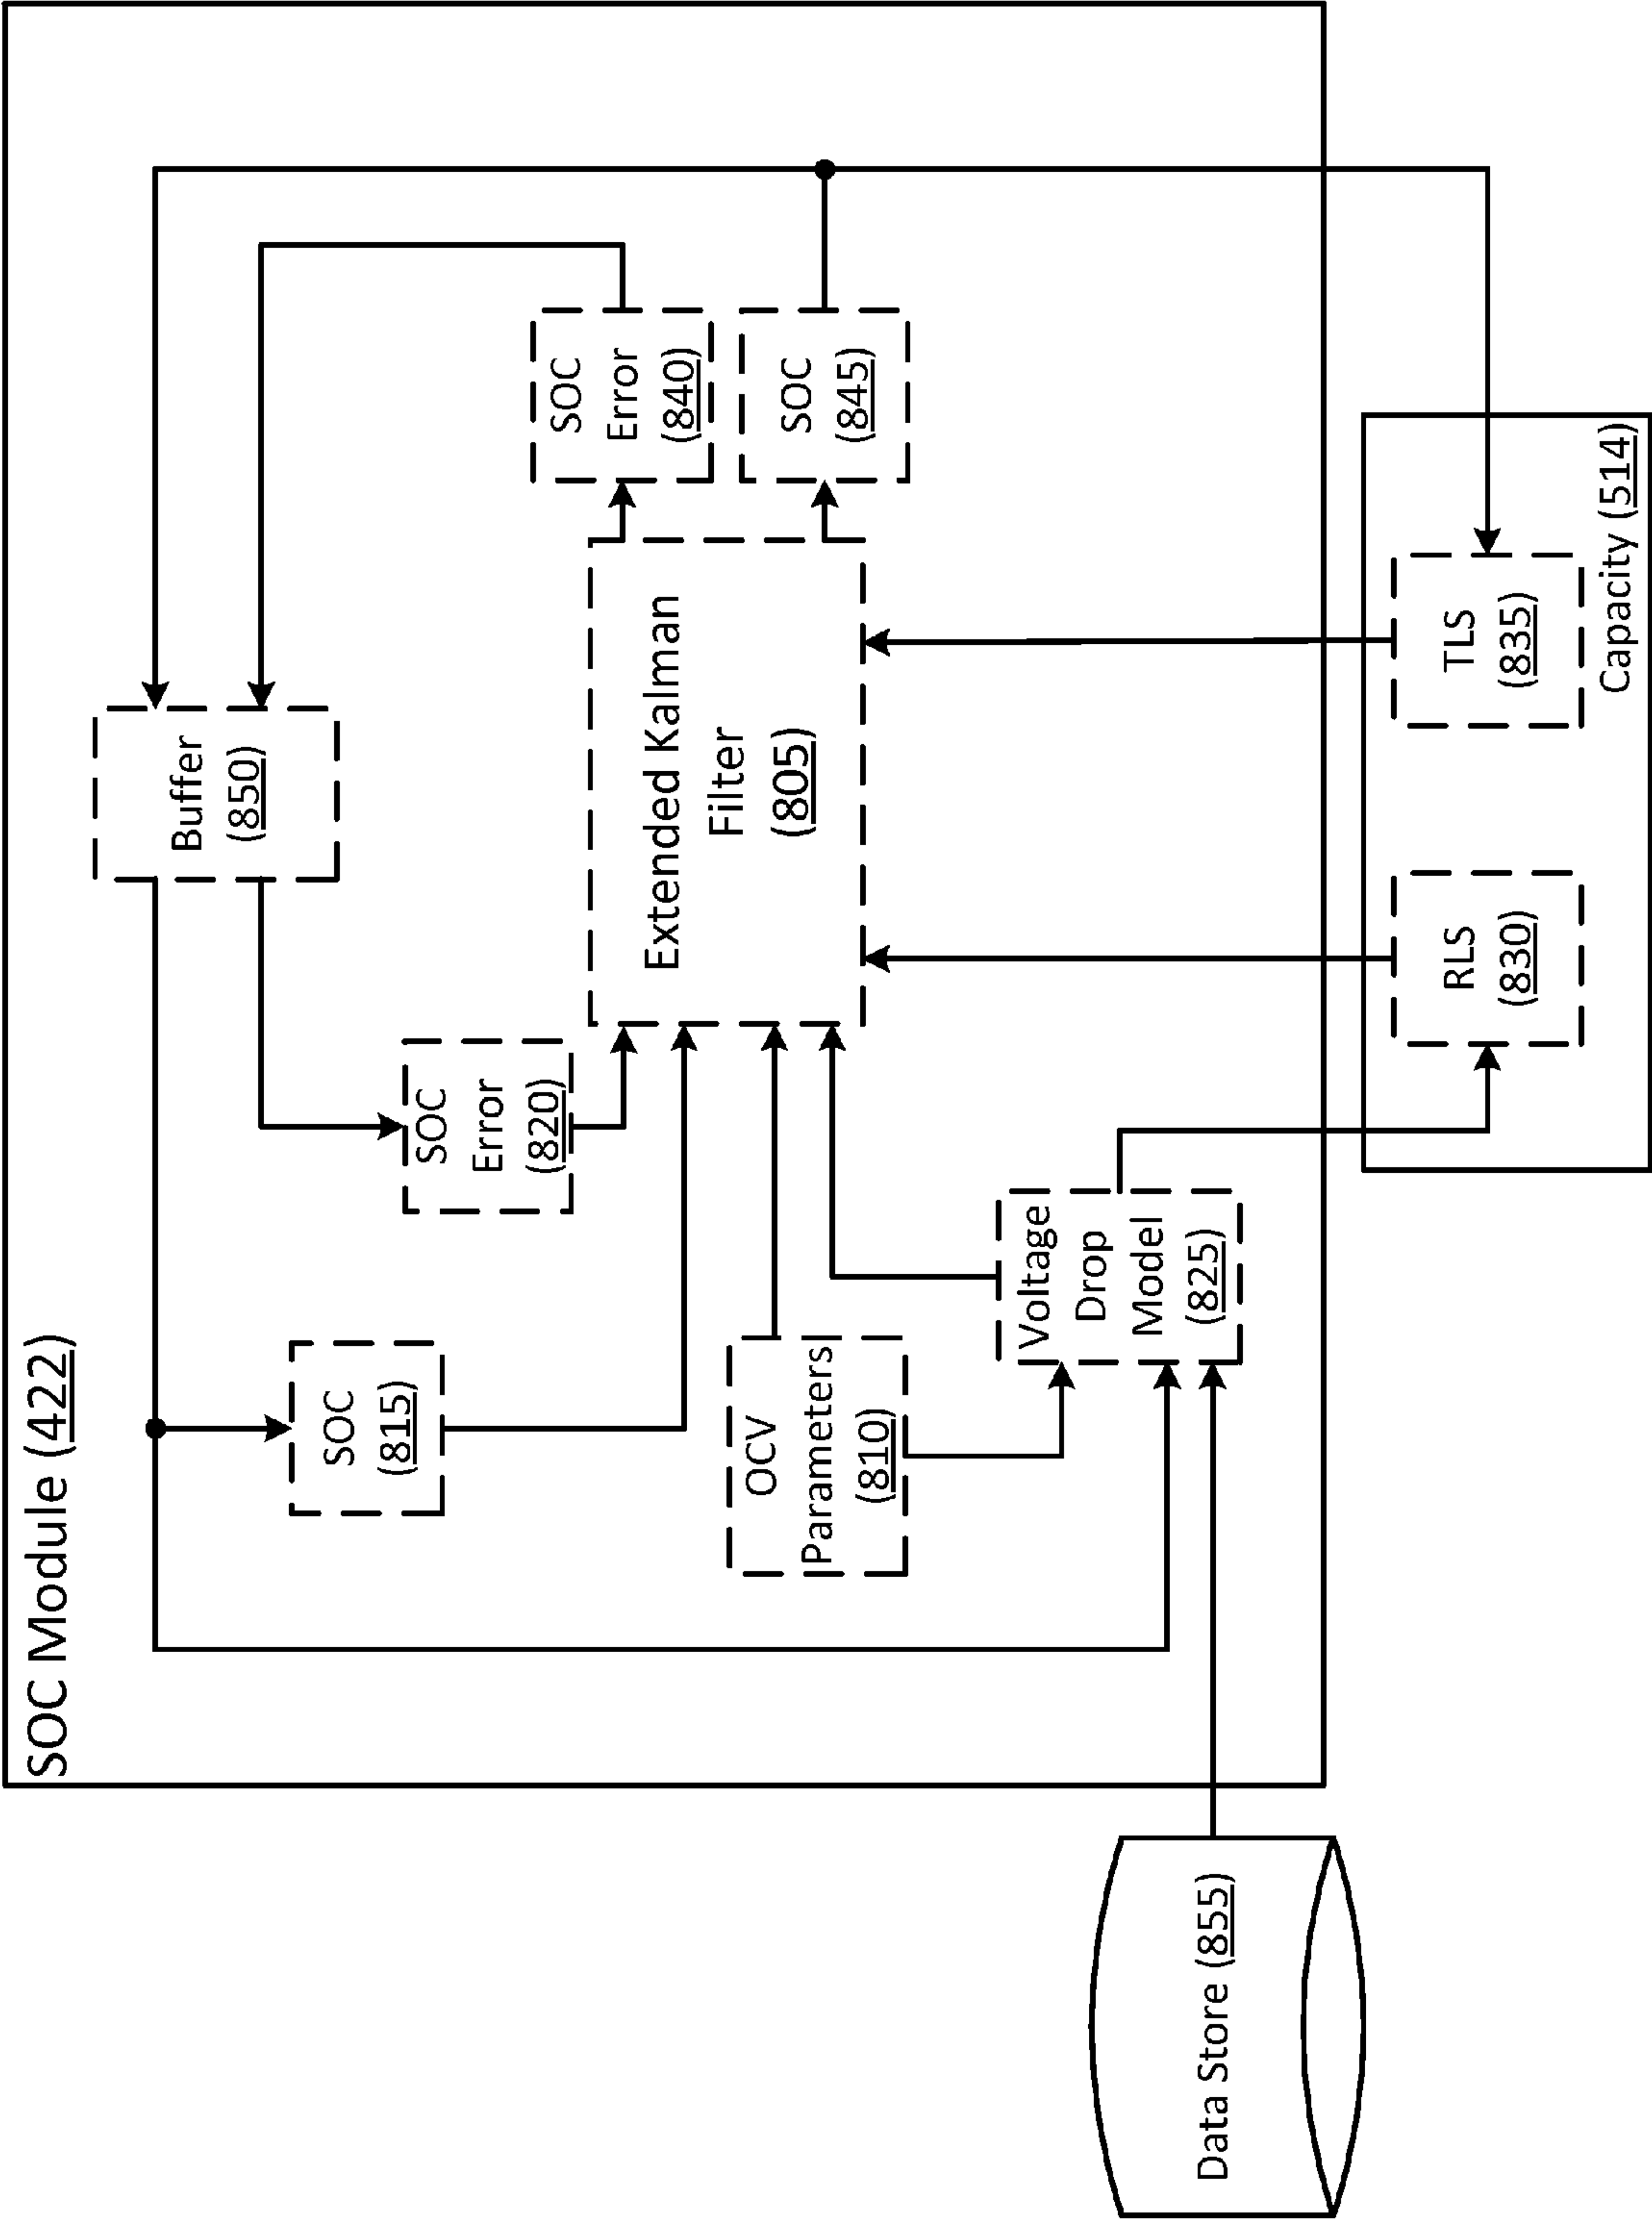 SOC Module (422)
Buffer
(850)
SOC
(815)
SOC
Error
(820)
SOC
Error
(840)
Extended Kalman
Filter
(805)
SOC
(845)
OCV
Parameters
(810)
Voltage
Drop
Model
(825)
Data Store (855)
RLS
(830)
TLS
(835)
Capacity (514)